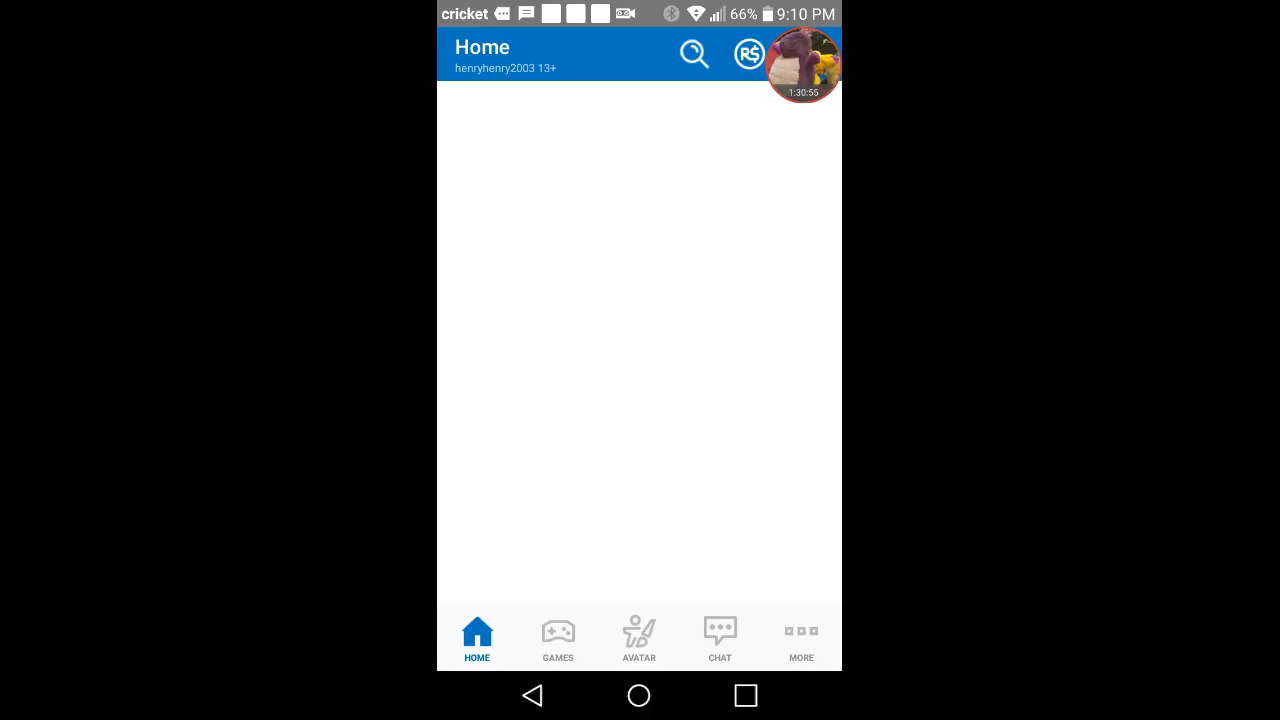 cricket 66% 9:10 PM
Home
R$
henryhenry2003 13+
1:30:55
HOME GAMES AVATAR CHAT MORE